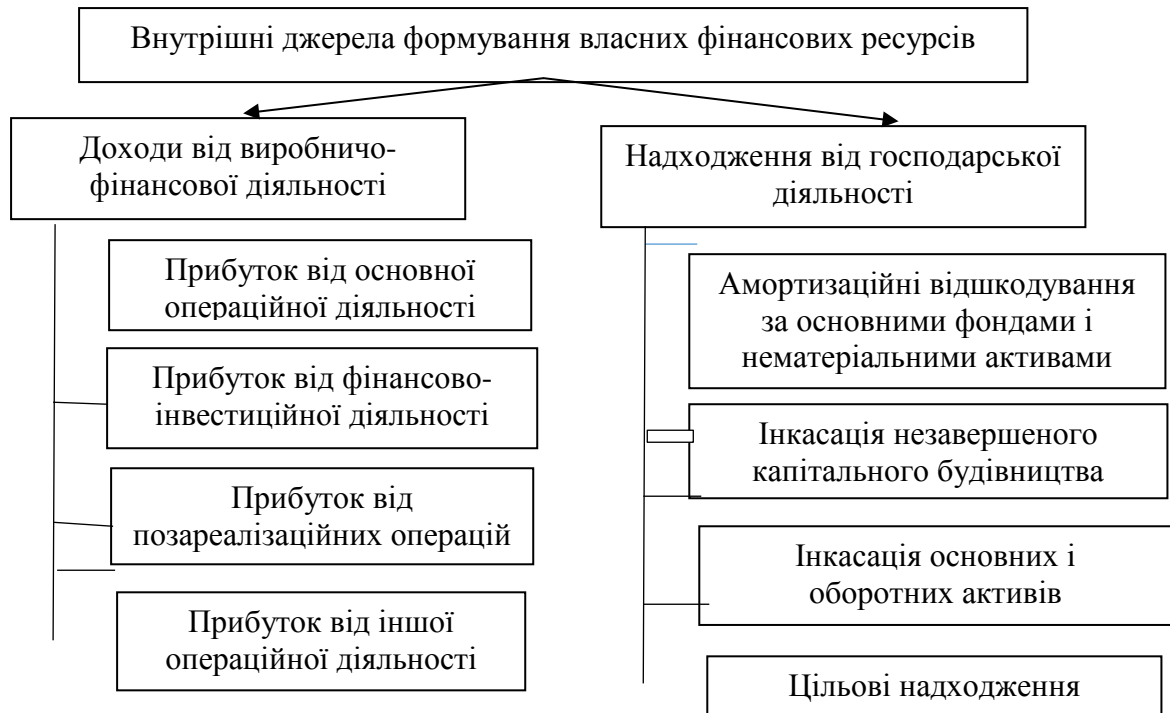 Внутрішні джерела формування власних фінансових ресурсів
Доходи від виробничо-
фінансової діяльності
Прибуток від основної
операційної діяльності
Прибуток від фінансово-
інвестиційної діяльності
Прибуток від
позареалізаційних операцій
Прибуток від іншої
операційної діяльності
Надходження від господарської
діяльності
Амортизаційні відшкодування
за основними фондами і
нематеріальними активами
Інкасація незавершеного
капітального будівництва
Інкасація основних і
оборотних активів
Цільові надходження